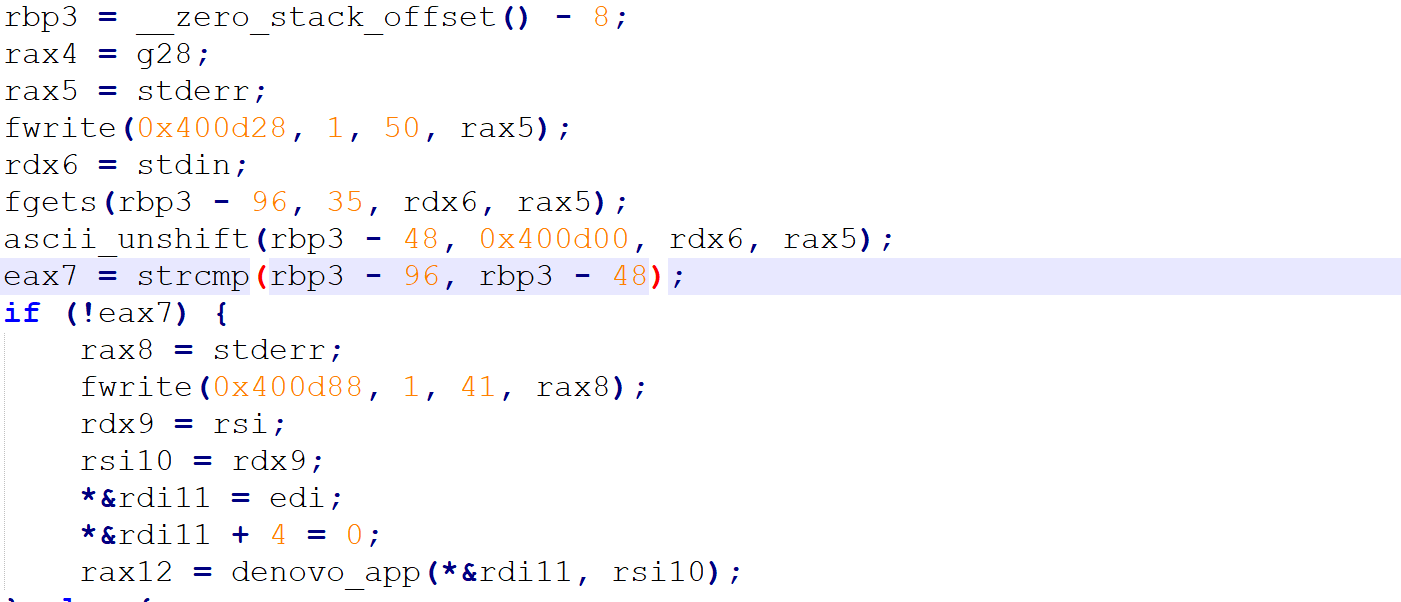 rbp3 = __zero_stack_offset() - 8;
rax4 = g28;
rax5 = stderr;
fwrite(0x400d28, 1, 50, rax5);
rdx6 = stdin;
fgets(rbp3 - 96, 35, rdx6, rax5);
ascii_unshift(rbp3 - 48, 0x400d00, rdx6, rax5);
eax7 = strcmp(rbp3 - 96, rbp3 - 48);
if (!eax7) {
    rax8 = stderr;
    fwrite(0x400d88, 1, 41, rax8);
    rdx9 = rsi;
    rsi10 = rdx9;
    *&rdi11 = edi;
    *&rdi11 + 4 = 0;
    rax12 = denovo_app(*&rdi11, rsi10);